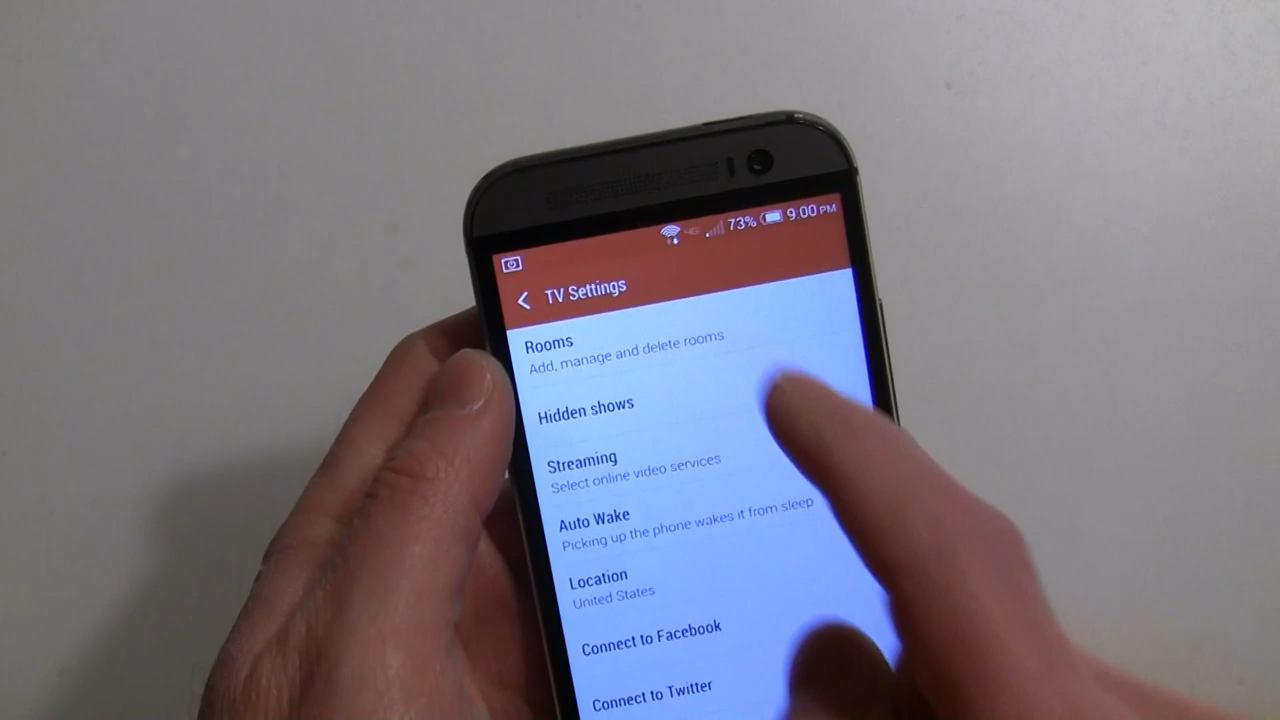 73% 9:00 PM
TV Settings
Rooms
Add, manage and delete rooms
Hidden shows
Streaming
Select online video services
Auto Wake
Picking up the phone wakes it from sleep
Location
United States
Connect to Facebook
Connect to Twitter